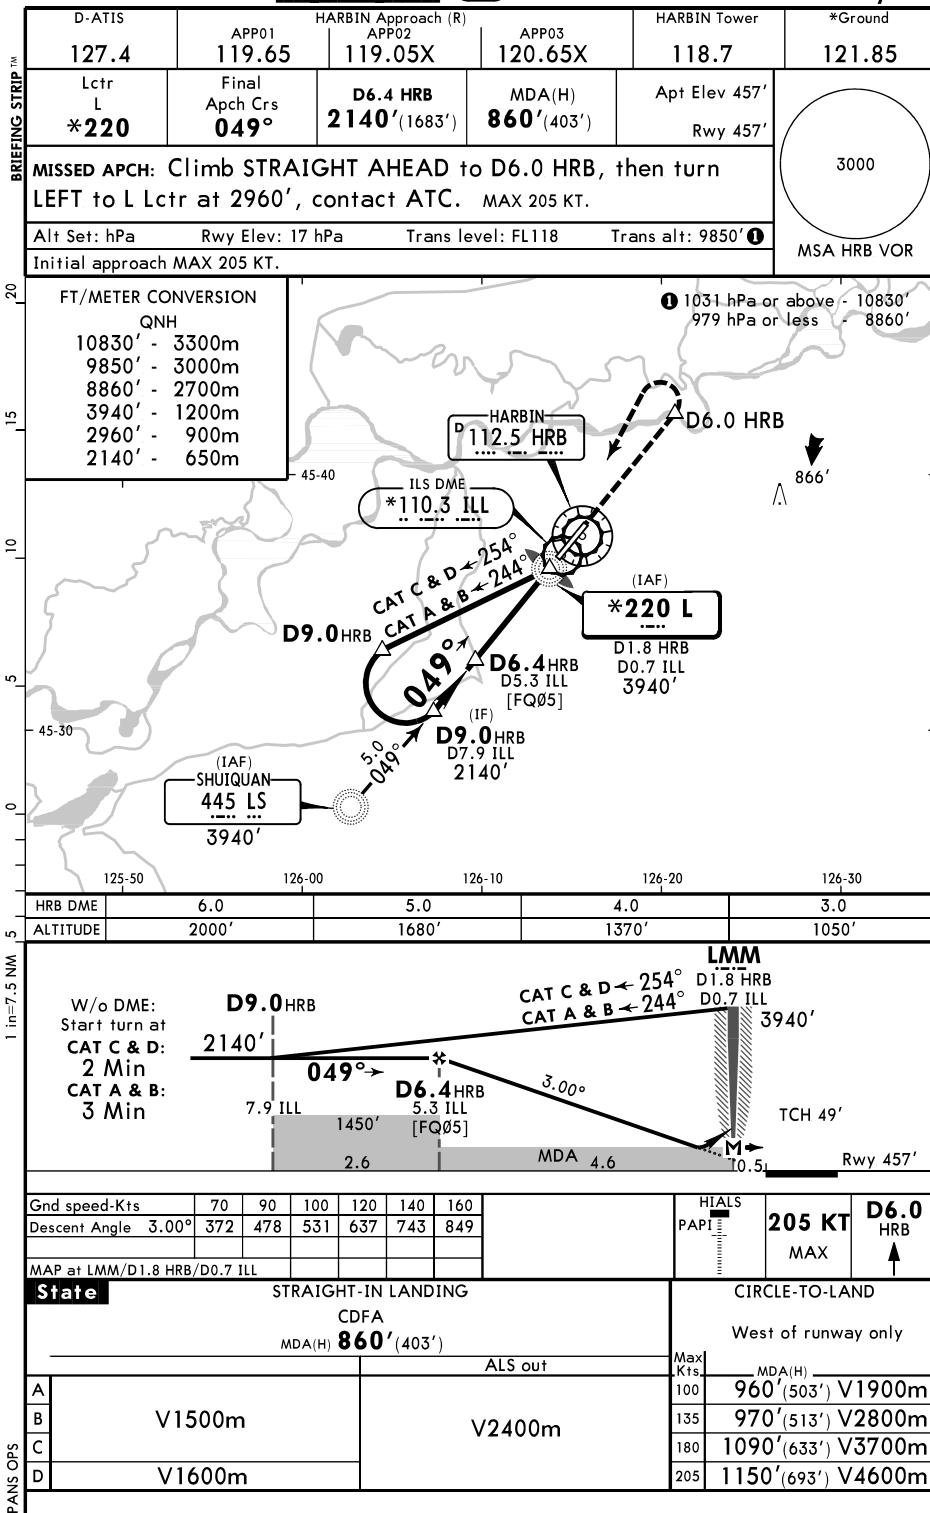 D-ATIS
127.4
HARBIN Approach (R)
APP01
119.65
APP02
119.05X
APP03
120.65X
HARBIN Tower
118.7
*Ground
121.85
BRIEFING STRIP™
Lctr
L
*220
Final
Apch Crs
049°
D6.4 HRB
2140'(1683')
MDA(H)
860'(403')
Apt Elev 457'
Rwy 457'
3000
MSA HRB VOR
MISSED APCH: Climb STRAIGHT AHEAD to D6.0 HRB, then turn
LEFT to L Lctr at 2960', contact ATC. MAX 205 KT.
Alt Set: hPa Rwy Elev: 17 hPa Trans level: FL118 Trans alt: 9850' 1
Initial approach MAX 205 KT.
FT/METER CONVERSION
QNH
10830' - 3300m
9850' - 3000m
8860' - 2700m
3940' - 1200m
2960' - 900m
2140' - 650m
1 1031 hPa or above - 10830'
979 hPa or less - 8860'
20
15
10
5
0
5
1 in=7.5 NM
D6.0 HRB
HARBIN
D 112.5 HRB
866'
45-40
ILS DME
*110.3 ILL
CAT C & D 254°
CAT A & B 244°
(IAF)
*220 L
D1.8 HRB
D0.7 ILL
3940'
D9.0 HRB
049°
D6.4 HRB
D5.3 ILL
[FQ05]
45-30
(IF)
D9.0 HRB
D7.9 ILL
2140'
5.0
049°
(IAF)
SHUIQUAN
445 LS
3940'
125-50 126-00 126-10 126-20 126-30
HRB DME 6.0 5.0 4.0 3.0
ALTITUDE 2000' 1680' 1370' 1050'
W/o DME:
Start turn at
CAT C & D:
2 Min
CAT A & B:
3 Min
D9.0 HRB
2140'
CAT C & D 254°
CAT A & B 244°
LMM
D1.8 HRB
D0.7 ILL
3940'
049°
3.00°
D6.4 HRB
7.9 ILL
5.3 ILL
1450'
[FQ05]
TCH 49'
MDA
M
2.6
4.6
0.5
Rwy 457'
Gnd speed-Kts 70 90 100 120 140 160
Descent Angle 3.00° 372 478 531 637 743 849
MAP at LMM/D1.8 HRB/D0.7 ILL
HIALS
PAPI
205 KT
MAX
D6.0
HRB
State
STRAIGHT-IN LANDING
CDFA
MDA(H) 860'(403')
ALS out
A
B
C
D
V1500m
V1600m
V2400m
CIRCLE-TO-LAND
West of runway only
Max
Kts
MDA(H)
100 960'(503') V1900m
135 970'(513') V2800m
180 1090'(633') V3700m
205 1150'(693') V4600m
PANS OPS